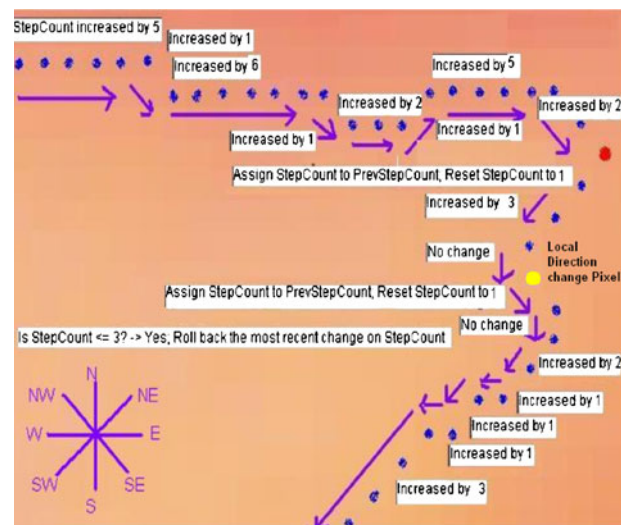 StepCount increased by 5
Increased by 1
Increased by 6
Increased by 5
Increased by 2
Increased by 2
Increased by 1
Increased by 1
Assign StepCount to PrevStepCount, Reset StepCount to 1
Increased by 3
No change
Local
Direction
change Pixel
Assign StepCount to PrevStepCount, Reset StepCount to 1
No change
Is StepCount <= 3? -> Yes, Roll back the most recent change on StepCount
Increased by 2
Increased by 1
Increased by 1
Increased by 1
Increased by 3
N
NW
NE
W
E
SW
SE
S